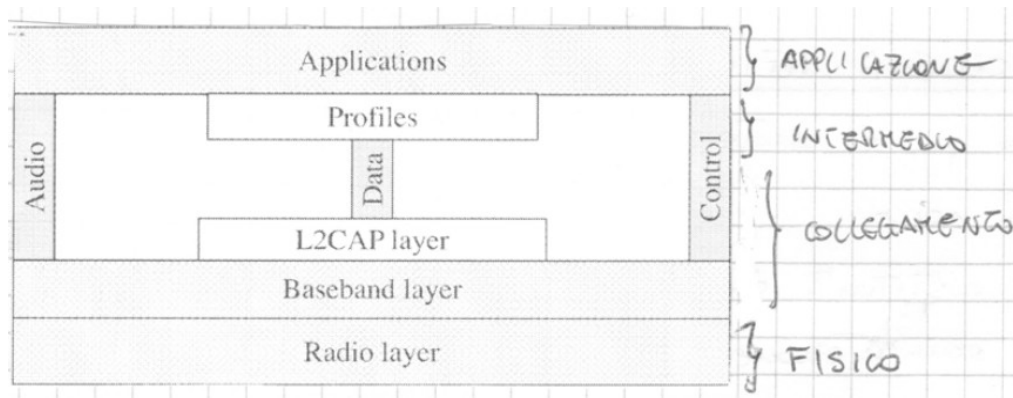 Applications
APPLICAZIONE
Profiles
INTERMEDIO
Audio
Data
Control
COLLEGAMENTO
L2CAP layer
Baseband layer
Radio layer
FISICO